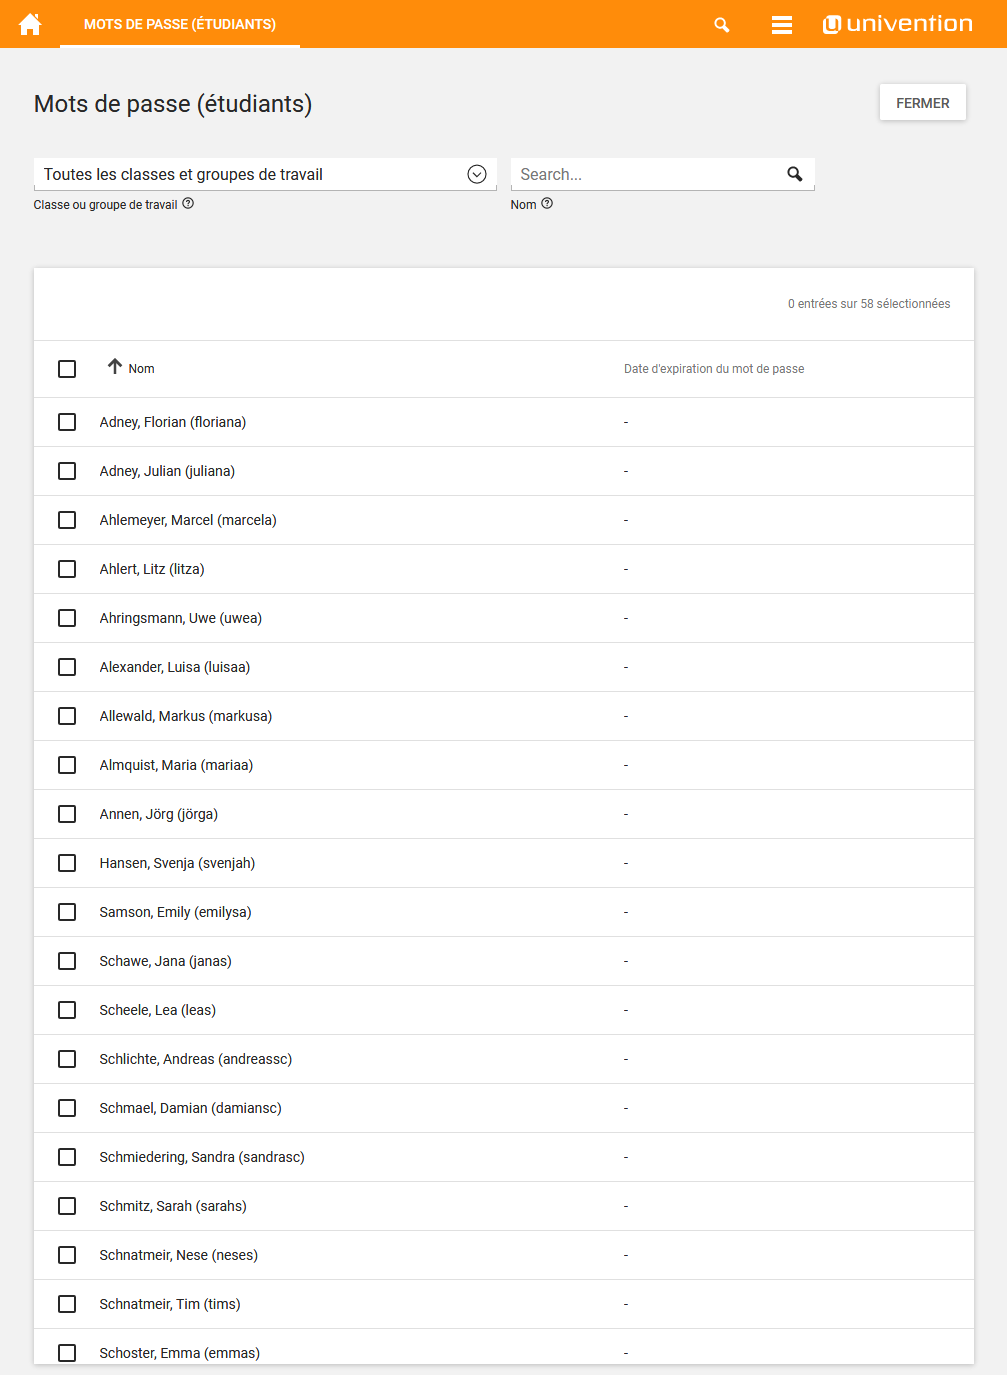 MOTS DE PASSE (ÉTUDIANTS)
univention
Mots de passe (étudiants)
FERMER
Toutes les classes et groupes de travail
Search...
Classe ou groupe de travail
Nom
0 entrées sur 58 sélectionnées
Nom
Date d'expiration du mot de passe
Adney, Florian (floriana) -
Adney, Julian (juliana) -
Ahlemeyer, Marcel (marcela) -
Ahlert, Litz (litza) -
Ahringsmann, Uwe (uwea) -
Alexander, Luisa (luisaa) -
Allewald, Markus (markusa) -
Almquist, Maria (mariaa) -
Annen, Jörg (jörga) -
Hansen, Svenja (svenjah) -
Samson, Emily (emilysa) -
Schawe, Jana (janas) -
Scheele, Lea (leas) -
Schlichte, Andreas (andreassc) -
Schmael, Damian (damiansc) -
Schmiedering, Sandra (sandrasc) -
Schmitz, Sarah (sarahs) -
Schnatmeir, Nese (neses) -
Schnatmeir, Tim (tims) -
Schoster, Emma (emmas) -